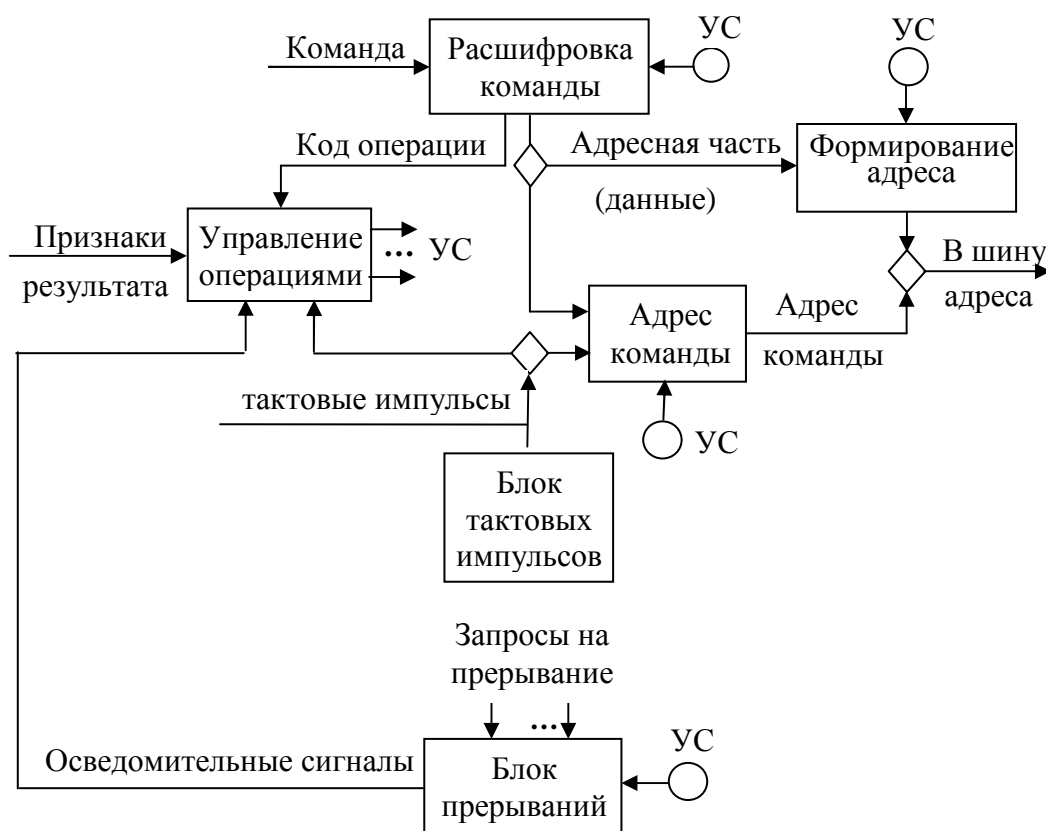 УС
Команда
Расшифровка
команды
УС
Код операции
Адресная часть
(данные)
Формирование
адреса
Признаки
результата
Управление
операциями
...
УС
В шину
адреса
Адрес
команды
Адрес
команды
тактовые импульсы
УС
Блок
тактовых
импульсов
Запросы на
прерывание
...
УС
Осведомительные сигналы
Блок
прерываний